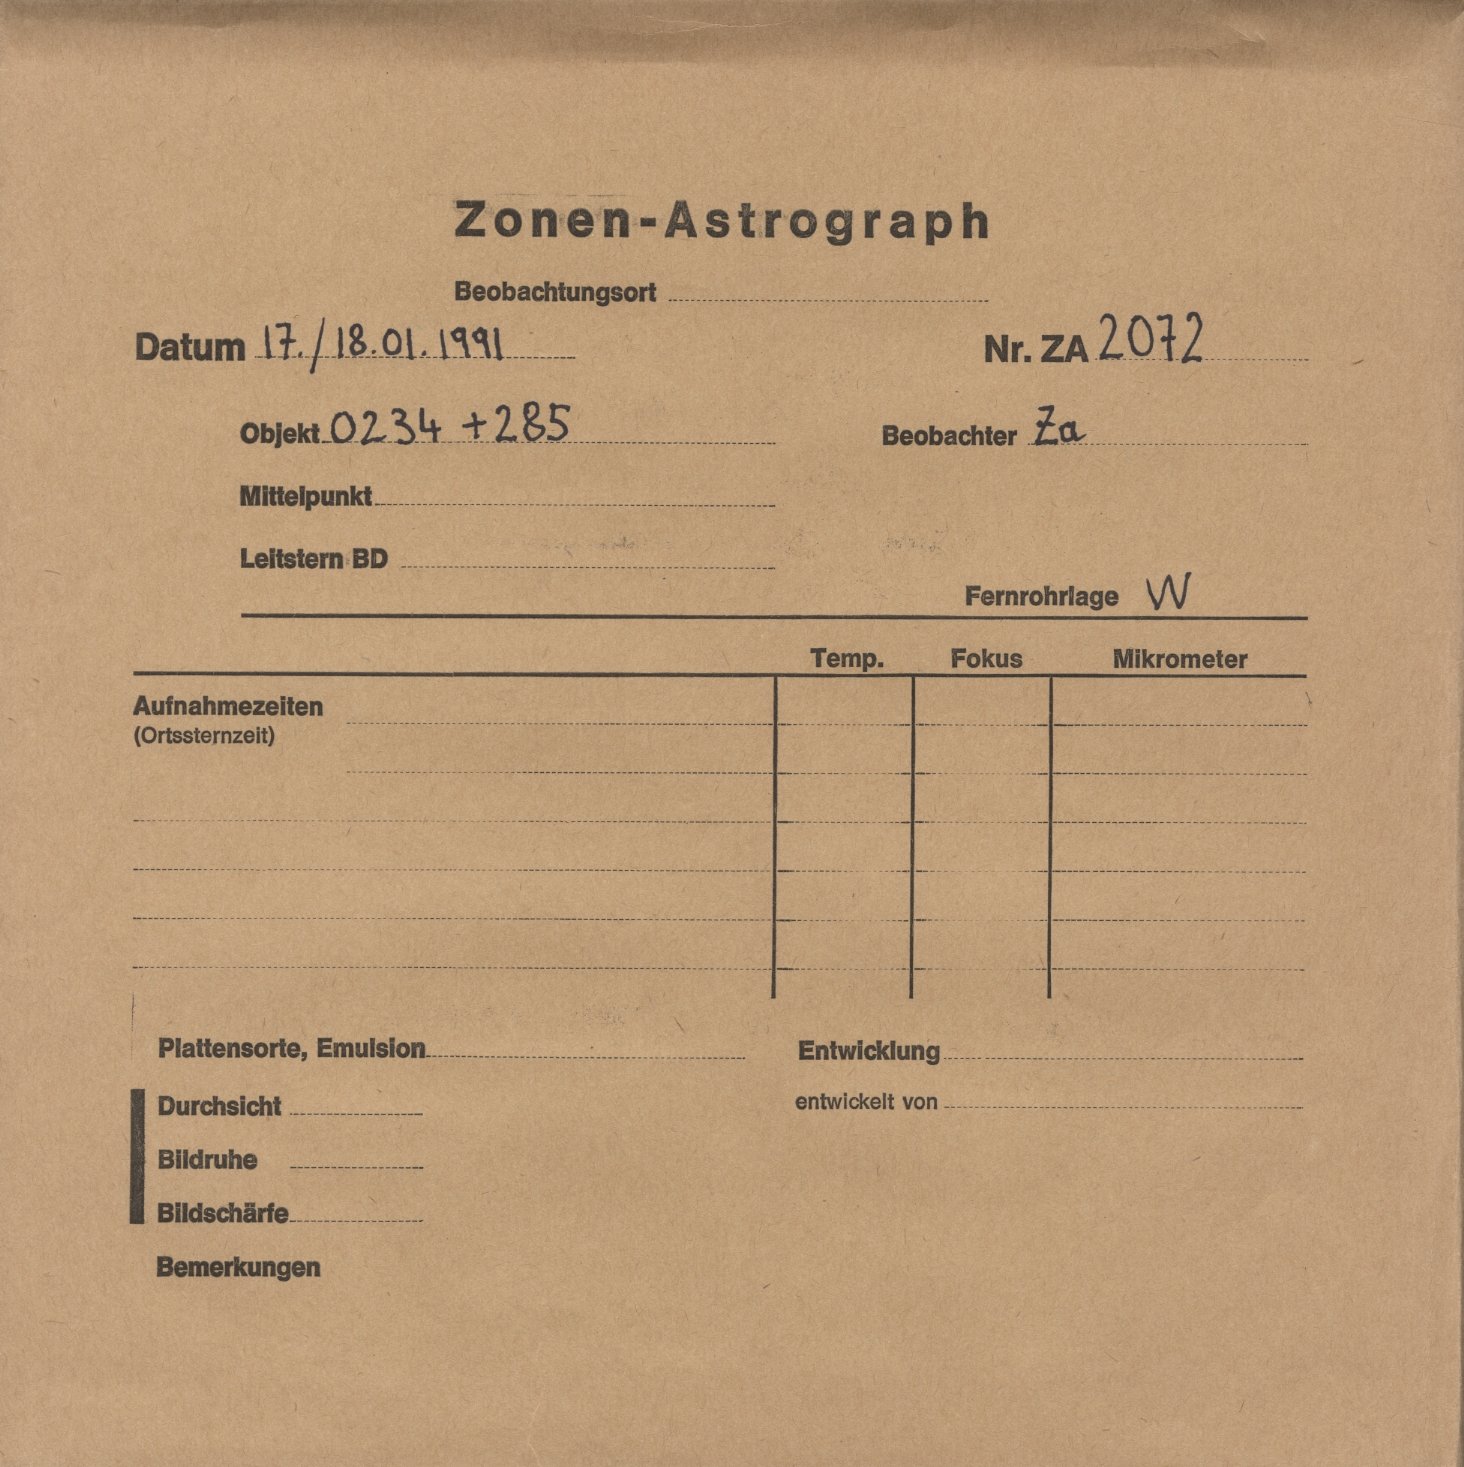 Zonen-Astrograph
Beobachtungsort
Datum 17./18.01.1991
Nr. ZA 2072
Objekt 0234 +285
Beobachter Za
Mittelpunkt
Leitstern BD
Fernrohrlage W
Temp. Fokus Mikrometer
Aufnahmezeiten
(Ortssternzeit)
Plattensorte, Emulsion
Entwicklung
Durchsicht
entwickelt von
Bildruhe
Bildschärfe
Bemerkungen